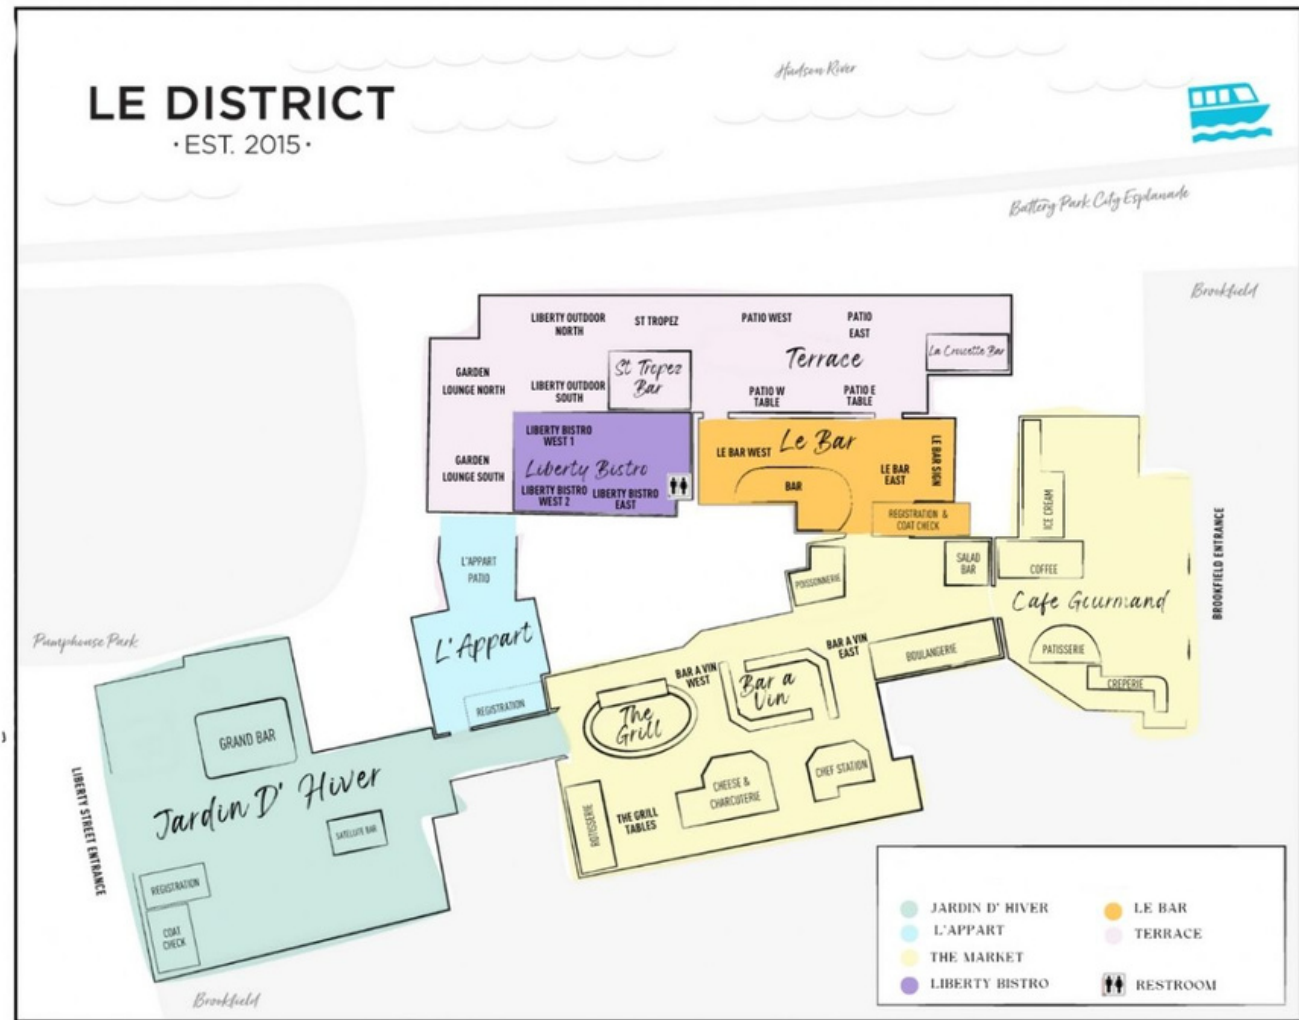 LE DISTRICT
·EST. 2015·
Hudson River
Battery Park City Esplanade
Brookfield
LIBERTY OUTDOOR
NORTH
ST TROPEZ
PATIO WEST
PATIO
EAST
La Croisette Bar
Terrace
GARDEN
LOUNGE NORTH
LIBERTY OUTDOOR
SOUTH
St Tropez
Bar
PATIO W
TABLE
PATIO E
TABLE
GARDEN
LOUNGE SOUTH
LIBERTY BISTRO
WEST 1
Liberty Bistro
LIBERTY BISTRO
WEST 2
LIBERTY BISTRO
EAST
Le Bar
LE BAR WEST
BAR
LE BAR
EAST
LE BAR SIGN
REGISTRATION &
COAT CHECK
ICE CREAM
COFFEE
SALAD
BAR
POISSONNERIE
Cafe Gourmand
BROOKFIELD ENTRANCE
PATISSERIE
CREPERIE
BOULANGERIE
L'APPART
PATIO
L'Appart
REGISTRATION
BAR A VIN
WEST
Bar a
Vin
BAR A VIN
EAST
The
Grill
CHEESE &
CHARCUTERIE
CHEF STATION
ROTISSERIE
THE GRILL
TABLES
Pumphouse Park
GRAND BAR
Jardin D' Hiver
SATELLITE BAR
LIBERTY STREET ENTRANCE
REGISTRATION
COAT
CHECK
Brookfield
JARDIN D' HIVER
L'APPART
THE MARKET
LIBERTY BISTRO
LE BAR
TERRACE
RESTROOM